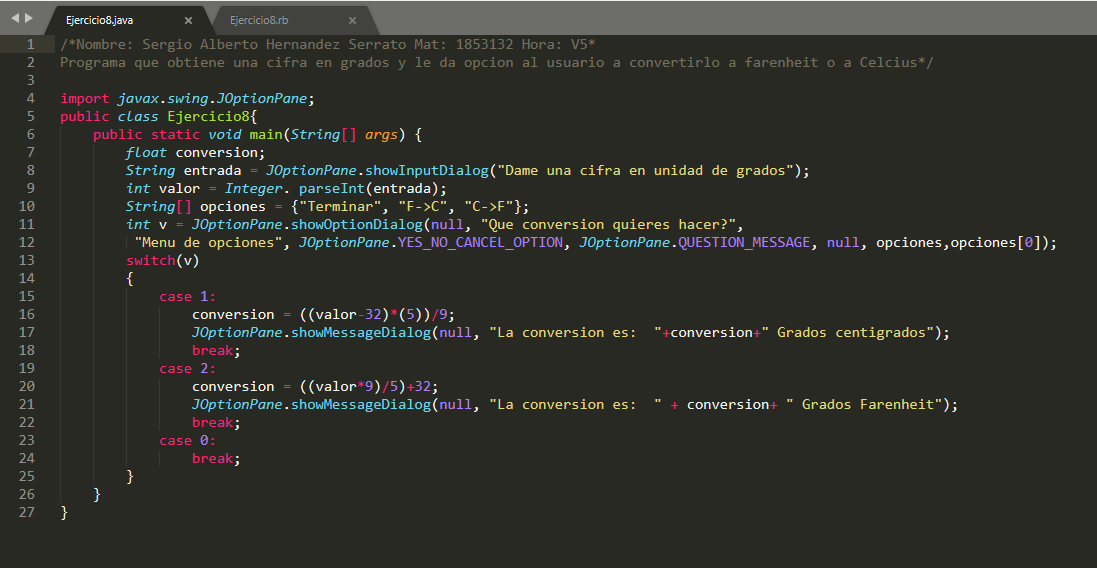 Ejercicio8.java × Ejercicio8.rb ×
1 /*Nombre: Sergio Alberto Hernandez Serrato Mat: 1853132 Hora: V5*
2 Programa que obtiene una cifra en grados y le da opcion al usuario a convertirlo a farenheit o a Celcius*/
3
4 import javax.swing.JOptionPane;
5 public class Ejercicio8{
6 public static void main(String[] args) {
7 float conversion;
8 String entrada = JOptionPane.showInputDialog("Dame una cifra en unidad de grados");
9 int valor = Integer. parseInt(entrada);
10 String[] opciones = {"Terminar", "F->C", "C->F"};
11 int v = JOptionPane.showOptionDialog(null, "Que conversion quieres hacer?",
12 "Menu de opciones", JOptionPane.YES_NO_CANCEL_OPTION, JOptionPane.QUESTION_MESSAGE, null, opciones,opciones[0]);
13 switch(v)
14 {
15 case 1:
16 conversion = ((valor-32)*(5))/9;
17 JOptionPane.showMessageDialog(null, "La conversion es:  "+conversion+" Grados centigrados");
18 break;
19 case 2:
20 conversion = ((valor*9)/5)+32;
21 JOptionPane.showMessageDialog(null, "La conversion es:  " + conversion+ " Grados Farenheit");
22 break;
23 case 0:
24 break;
25 }
26 }
27 }